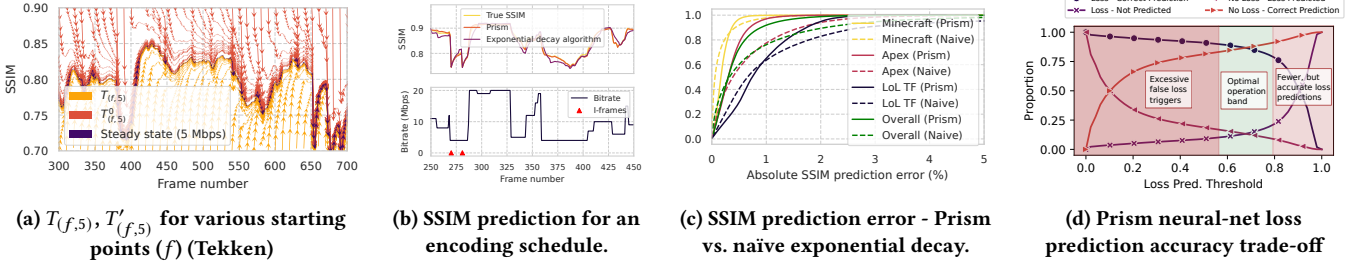 0.90
0.85
0.80
0.75
0.70
SSIM
T(f,5)
T⁰(f,5)
Steady state (5 Mbps)
300 350 400 450 500 550 600 650 700
Frame number
(a) T(f,5), T′(f,5) for various starting
points (f) (Tekken)
True SSIM
Prism
Exponential decay algorithm
SSIM
0.9
0.8
Bitrate (Mbps)
20
10
0
Bitrate
I-frames
250 275 300 325 350 375 400 425 450
Frame number
(b) SSIM prediction for an
encoding schedule.
1.0
0.8
0.6
0.4
0.2
0.0
Minecraft (Prism)
Minecraft (Naive)
Apex (Prism)
Apex (Naive)
LoL TF (Prism)
LoL TF (Naive)
Overall (Prism)
Overall (Naive)
0 1 2 3 4 5
Absolute SSIM prediction error (%)
(c) SSIM prediction error - Prism
vs. naïve exponential decay.
Loss - Not Predicted
No Loss - Correct Prediction
Proportion
1.00
0.75
0.50
0.25
0.00
Excessive
false loss
triggers
Optimal
operation
band
Fewer, but
accurate loss
predictions
0.0 0.2 0.4 0.6 0.8 1.0
Loss Pred. Threshold
(d) Prism neural-net loss
prediction accuracy trade-off